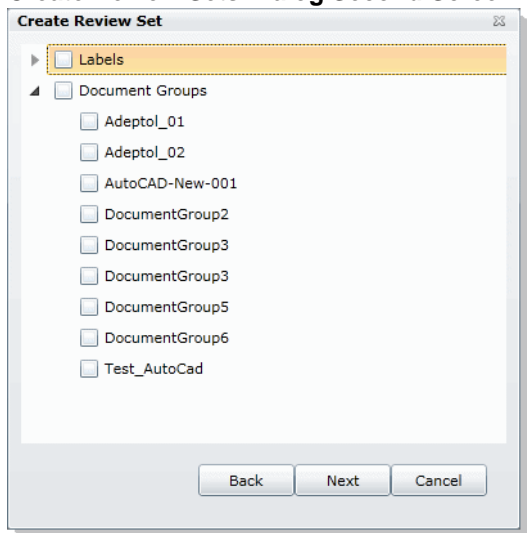 Create Review Set
Labels
Document Groups
Adeptol_01
Adeptol_02
AutoCAD-New-001
DocumentGroup2
DocumentGroup3
DocumentGroup3
DocumentGroup5
DocumentGroup6
Test_AutoCad
Back Next Cancel